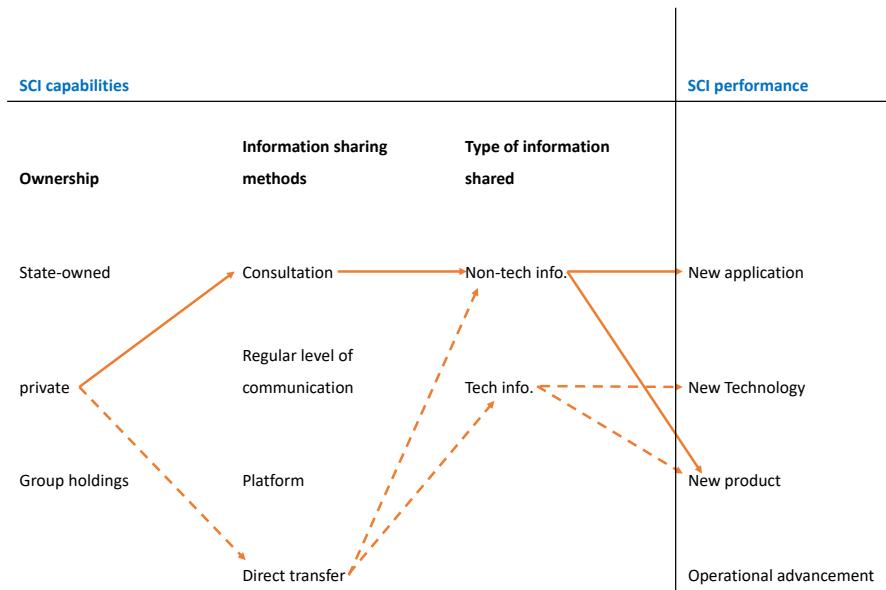 SCI capabilities
SCI performance
Ownership
Information sharing
methods
Type of information
shared
State-owned
Consultation
Non-tech info.
New application
private
Regular level of
communication
Tech info.
New Technology
Group holdings
Platform
New product
Direct transfer
Operational advancement